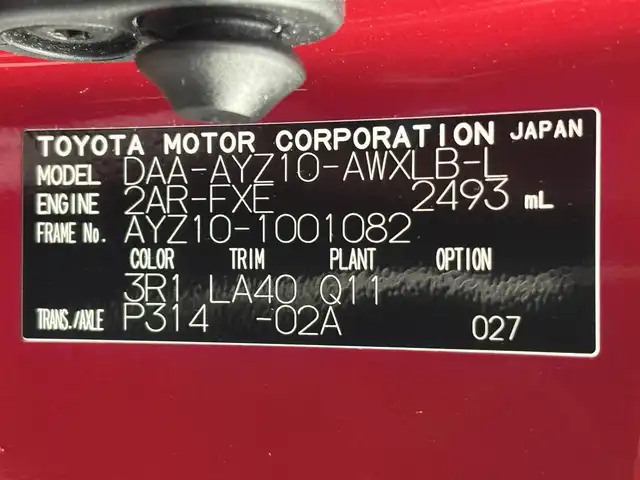 TOYOTA MOTOR CORPORATION JAPAN
MODEL DAA-AYZ10-AWXLB-L
ENGINE 2AR-FXE 2493 mL
FRAME No. AYZ10-1001082
COLOR TRIM PLANT OPTION
3R1 LA40 Q11
TRANS./AXLE P314 -02A 027